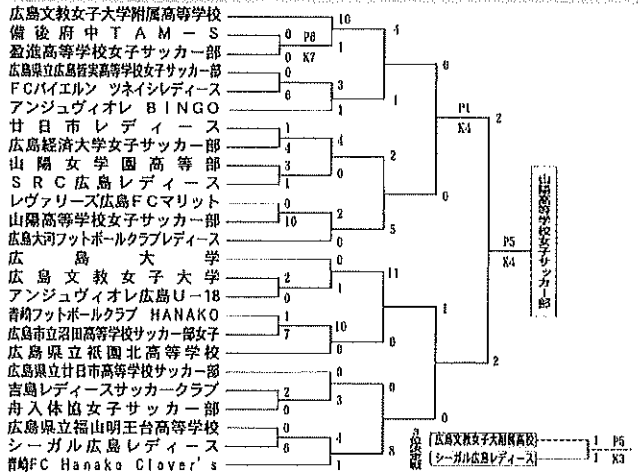 広島文教女子大学附属高等学校
備後府中TAM-S
盈進高等学校女子サッカー部
広島県立広島皆実高等学校女子サッカー部
FCバイエルン ツネイシレディース
アンジュヴィオレ BINGO
廿日市レディース
広島経済大学女子サッカー部
山陽女学園高等部
SRC広島レディース
レヴァリーズ広島FCマリット
山陽高等学校女子サッカー部
広島大河フットボールクラブレディース
広島大学
広島文教女子大学
アンジュヴィオレ広島U-18
青崎フットボールクラブ HANAKO
広島市立沼田高等学校サッカー部女子
広島県立祇園北高等学校
広島県立廿日市高等学校サッカー部
吉島レディースサッカークラブ
舟入体協女子サッカー部
広島県立福山明王台高等学校
シーガル広島レディース
青崎FC Hanako Clover's
10
0 P6
0 K7
1
4
0
6
3
1
1
6
1
4
4
3
1
0
2
P1
K4
2
0
10
2
0
5
0
P5
K4
山陽高等学校女子サッカー部
0
2
0
1
11
1
7
10
0
0
1
2
0
2
0
3
0
0
6
4
1
8
0
3位決定戦
広島文教女子大附属高校 1 P5
シーガル広島レディース 1 K3